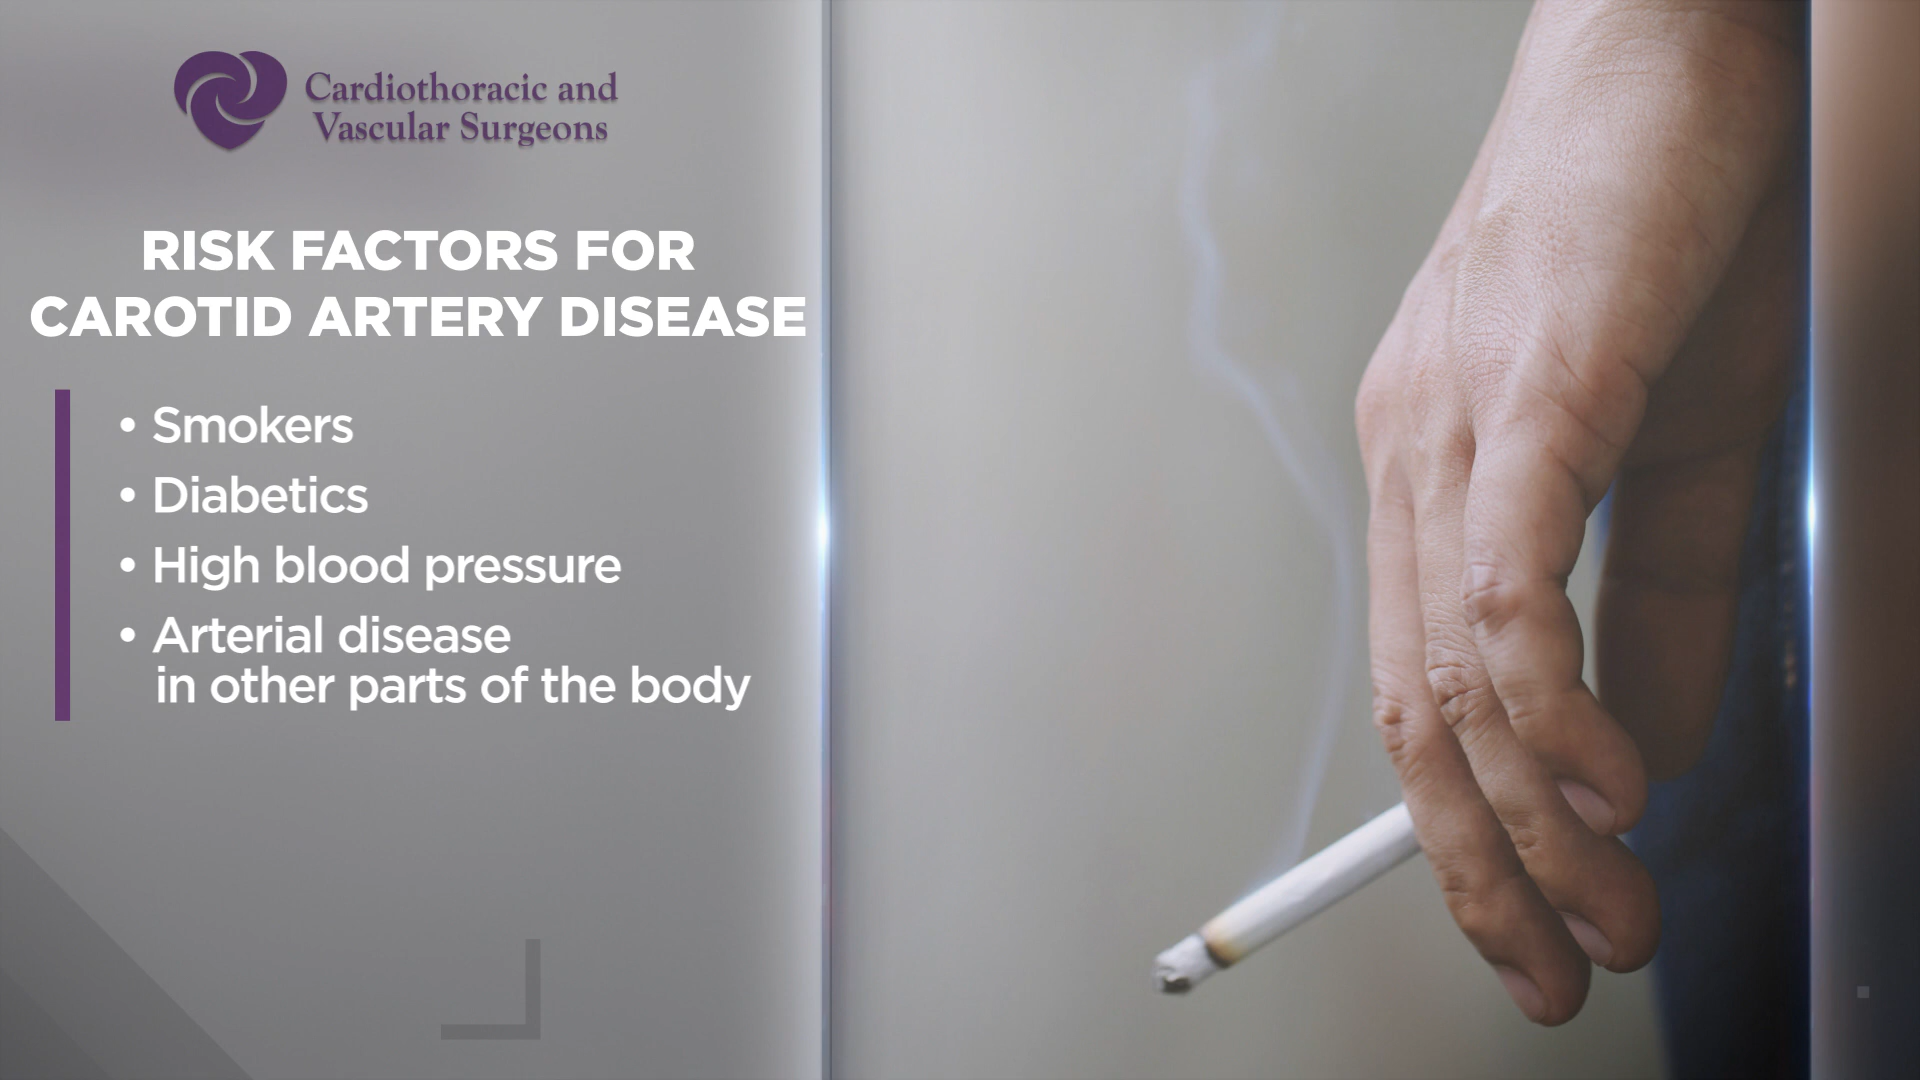 Cardiothoracic and
Vascular Surgeons
RISK FACTORS FOR
CAROTID ARTERY DISEASE
• Smokers
• Diabetics
• High blood pressure
• Arterial disease
in other parts of the body